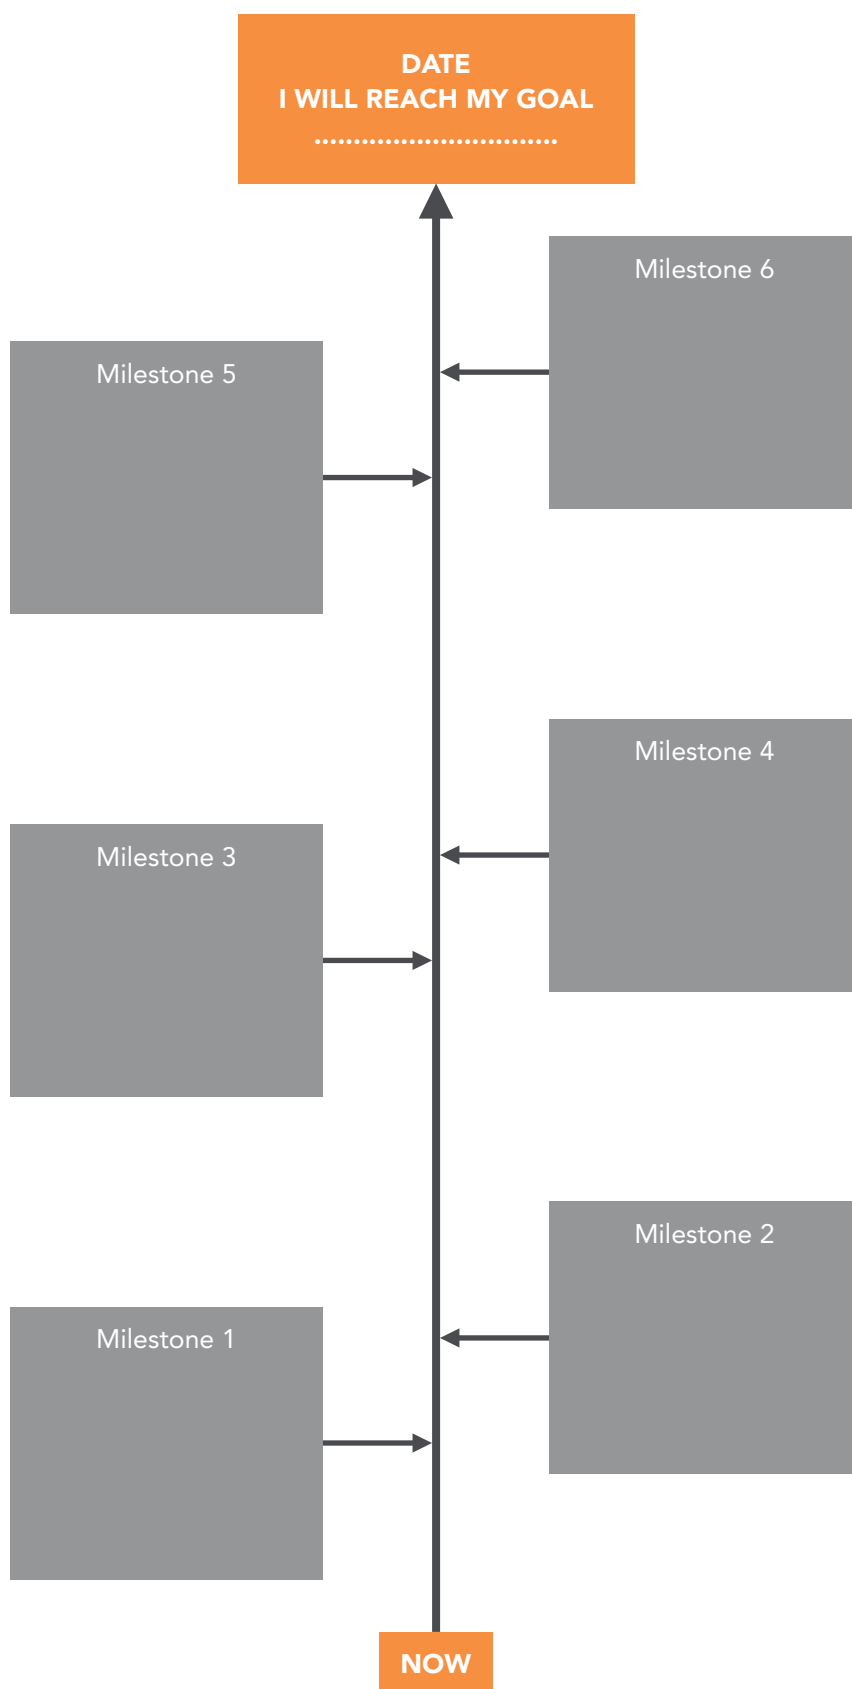 DATE
I WILL REACH MY GOAL
...............................
Milestone 6
Milestone 5
Milestone 4
Milestone 3
Milestone 2
Milestone 1
NOW